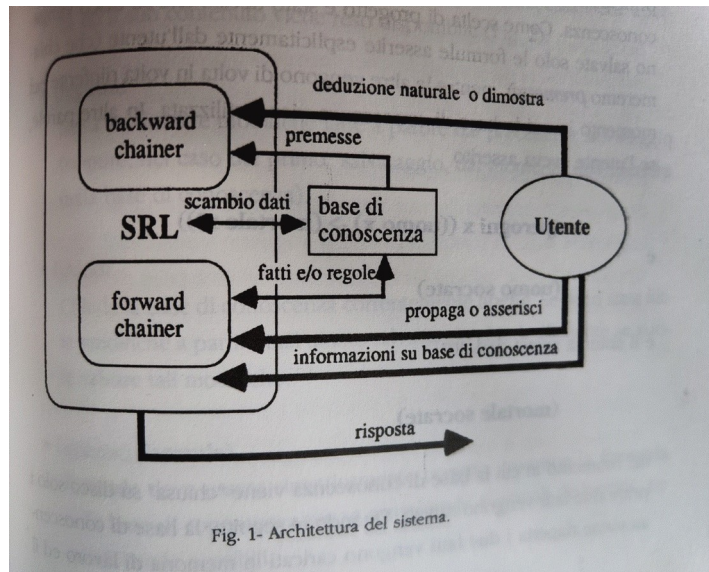 deduzione naturale o dimostra
backward
chainer
premesse
scambio dati
SRL
base di
conoscenza
Utente
fatti e/o regole
forward
chainer
propaga o asserisci
informazioni su base di conoscenza
risposta
Fig. 1- Architettura del sistema.